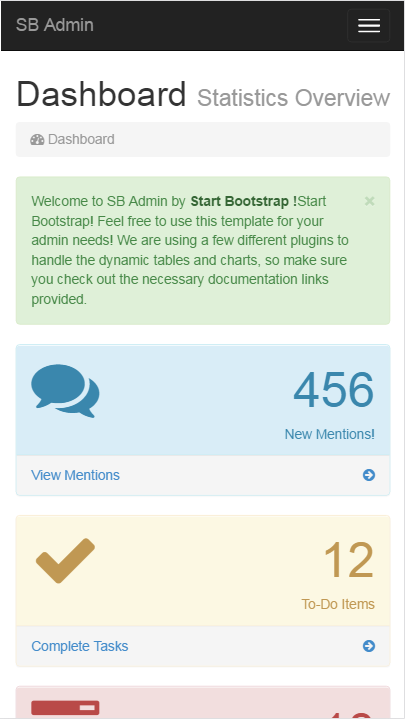 SB Admin
Dashboard Statistics Overview
Dashboard
Welcome to SB Admin by Start Bootstrap !Start ×
Bootstrap! Feel free to use this template for your
admin needs! We are using a few different plugins to
handle the dynamic tables and charts, so make sure
you check out the necessary documentation links
provided.
456
New Mentions!
View Mentions
12
To-Do Items
Complete Tasks